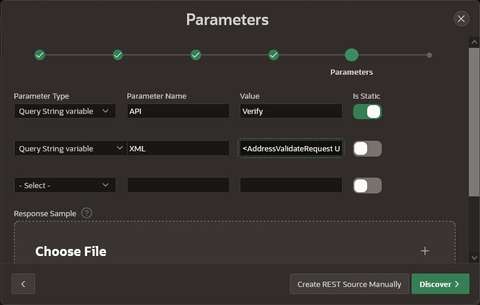 Parameters
Parameters
Parameter Type Parameter Name Value Is Static
Query String variable API Verify
Query String variable XML <AddressValidateRequest U
- Select -
Response Sample ?
Choose File
Create REST Source Manually Discover